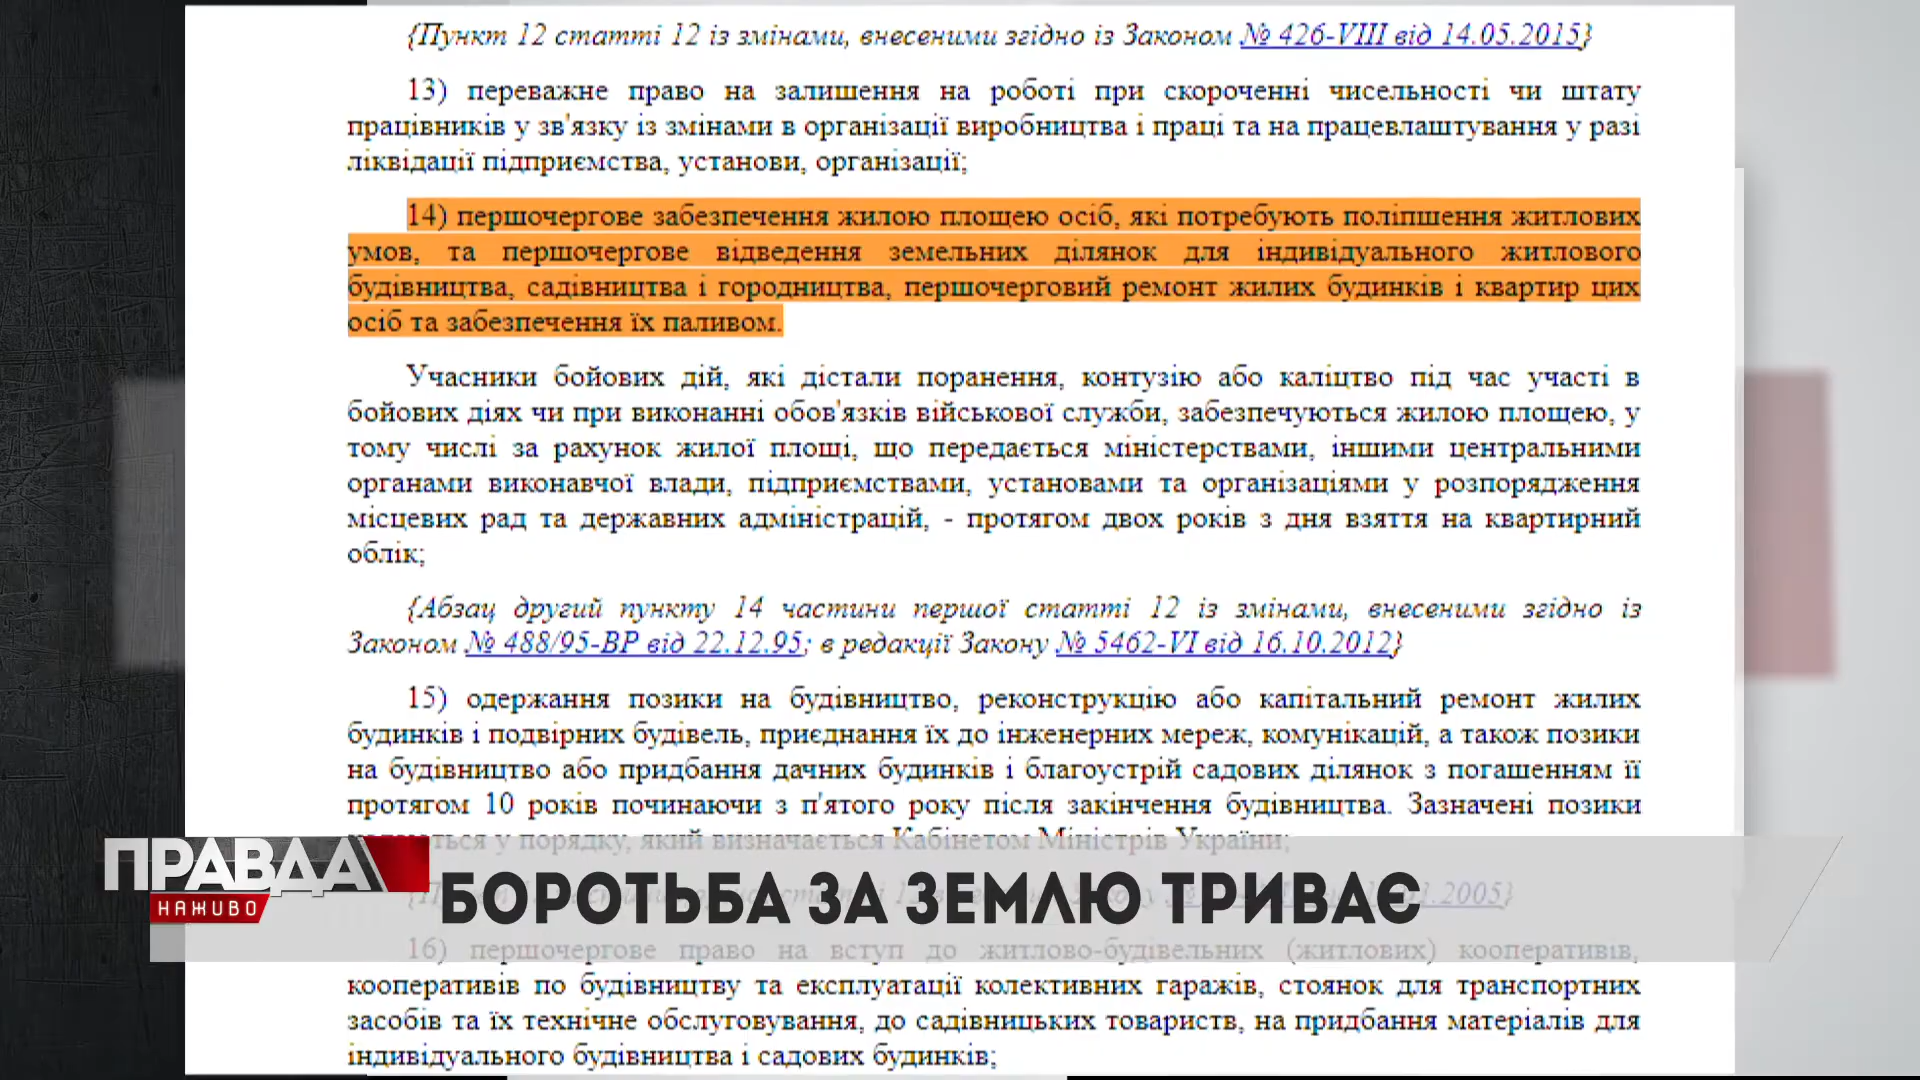 {Пункт 12 статті 12 із змінами, внесеними згідно із Законом № 426-VIII від 14.05.2015}
13) переважне право на залишення на роботі при скороченні чисельності чи штату
працівників у зв'язку із змінами в організації виробництва і праці та на працевлаштування у разі
ліквідації підприємства, установи, організації;
14) першочергове забезпечення жилою площею осіб, які потребують поліпшення житлових
умов, та першочергове відведення земельних ділянок для індивідуального житлового
будівництва, садівництва і городництва, першочерговий ремонт жилих будинків і квартир цих
осіб та забезпечення їх паливом.
Учасники бойових дій, які дістали поранення, контузію або каліцтво під час участі в
бойових діях чи при виконанні обов'язків військової служби, забезпечуються жилою площею, у
тому числі за рахунок жилої площі, що передається міністерствами, іншими центральними
органами виконавчої влади, підприємствами, установами та організаціями у розпорядження
місцевих рад та державних адміністрацій, - протягом двох років з дня взяття на квартирний
облік;
{Абзац другий пункту 14 частини першої статті 12 із змінами, внесеними згідно із
Законом № 488/95-ВР від 22.12.95; в редакції Закону № 5462-VI від 16.10.2012}
15) одержання позики на будівництво, реконструкцію або капітальний ремонт жилих
будинків і подвірних будівель, приєднання їх до інженерних мереж, комунікацій, а також позики
на будівництво або придбання дачних будинків і благоустрій садових ділянок з погашенням її
протягом 10 років починаючи з п'ятого року після закінчення будівництва. Зазначені позики
у порядку, який визначається Кабінетом Міністрів України;
ПРАВДА
НАЖИВО
БОРОТЬБА ЗА ЗЕМЛЮ ТРИВАЄ
16) першочергове право на вступ до житлово-будівельних (житлових) кооперативів,
кооперативів по будівництву та експлуатації колективних гаражів, стоянок для транспортних
засобів та їх технічне обслуговування, до садівницьких товариств, на придбання матеріалів для
індивідуального будівництва і садових будинків;